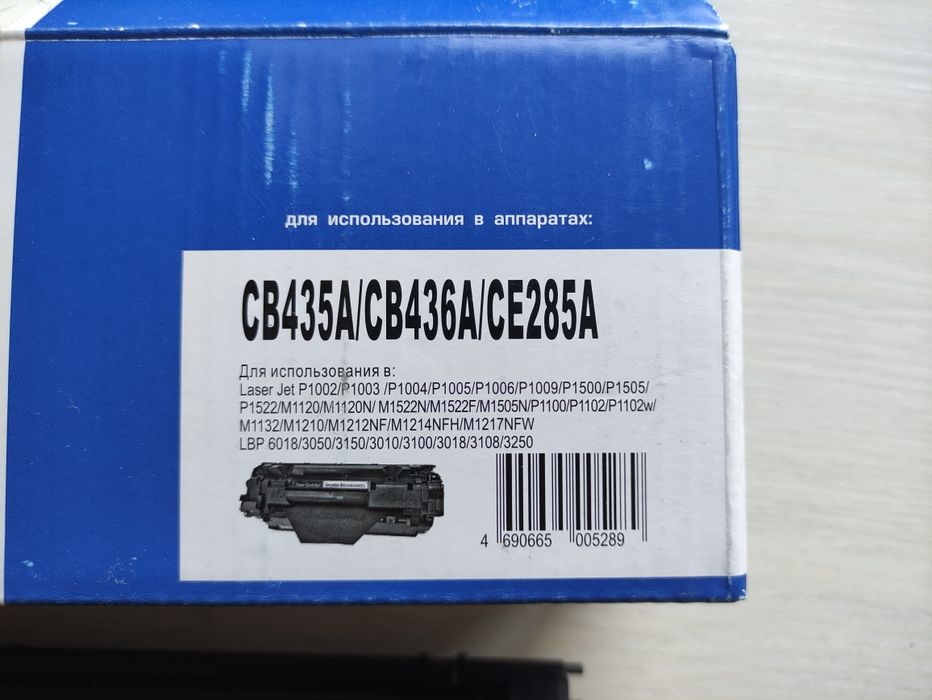 для использования в аппаратах:
CB435A/CB436A/CE285A
Для использования в:
Laser Jet P1002/P1003 /P1004/P1005/P1006/P1009/P1500/P1505/
P1522/M1120/M1120N/ M1522N/M1522F/M1505N/P1100/P1102/P1102w/
M1132/M1210/M1212NF/M1214NFH/M1217NFW
LBP 6018/3050/3150/3010/3100/3018/3108/3250
4 690665 005289